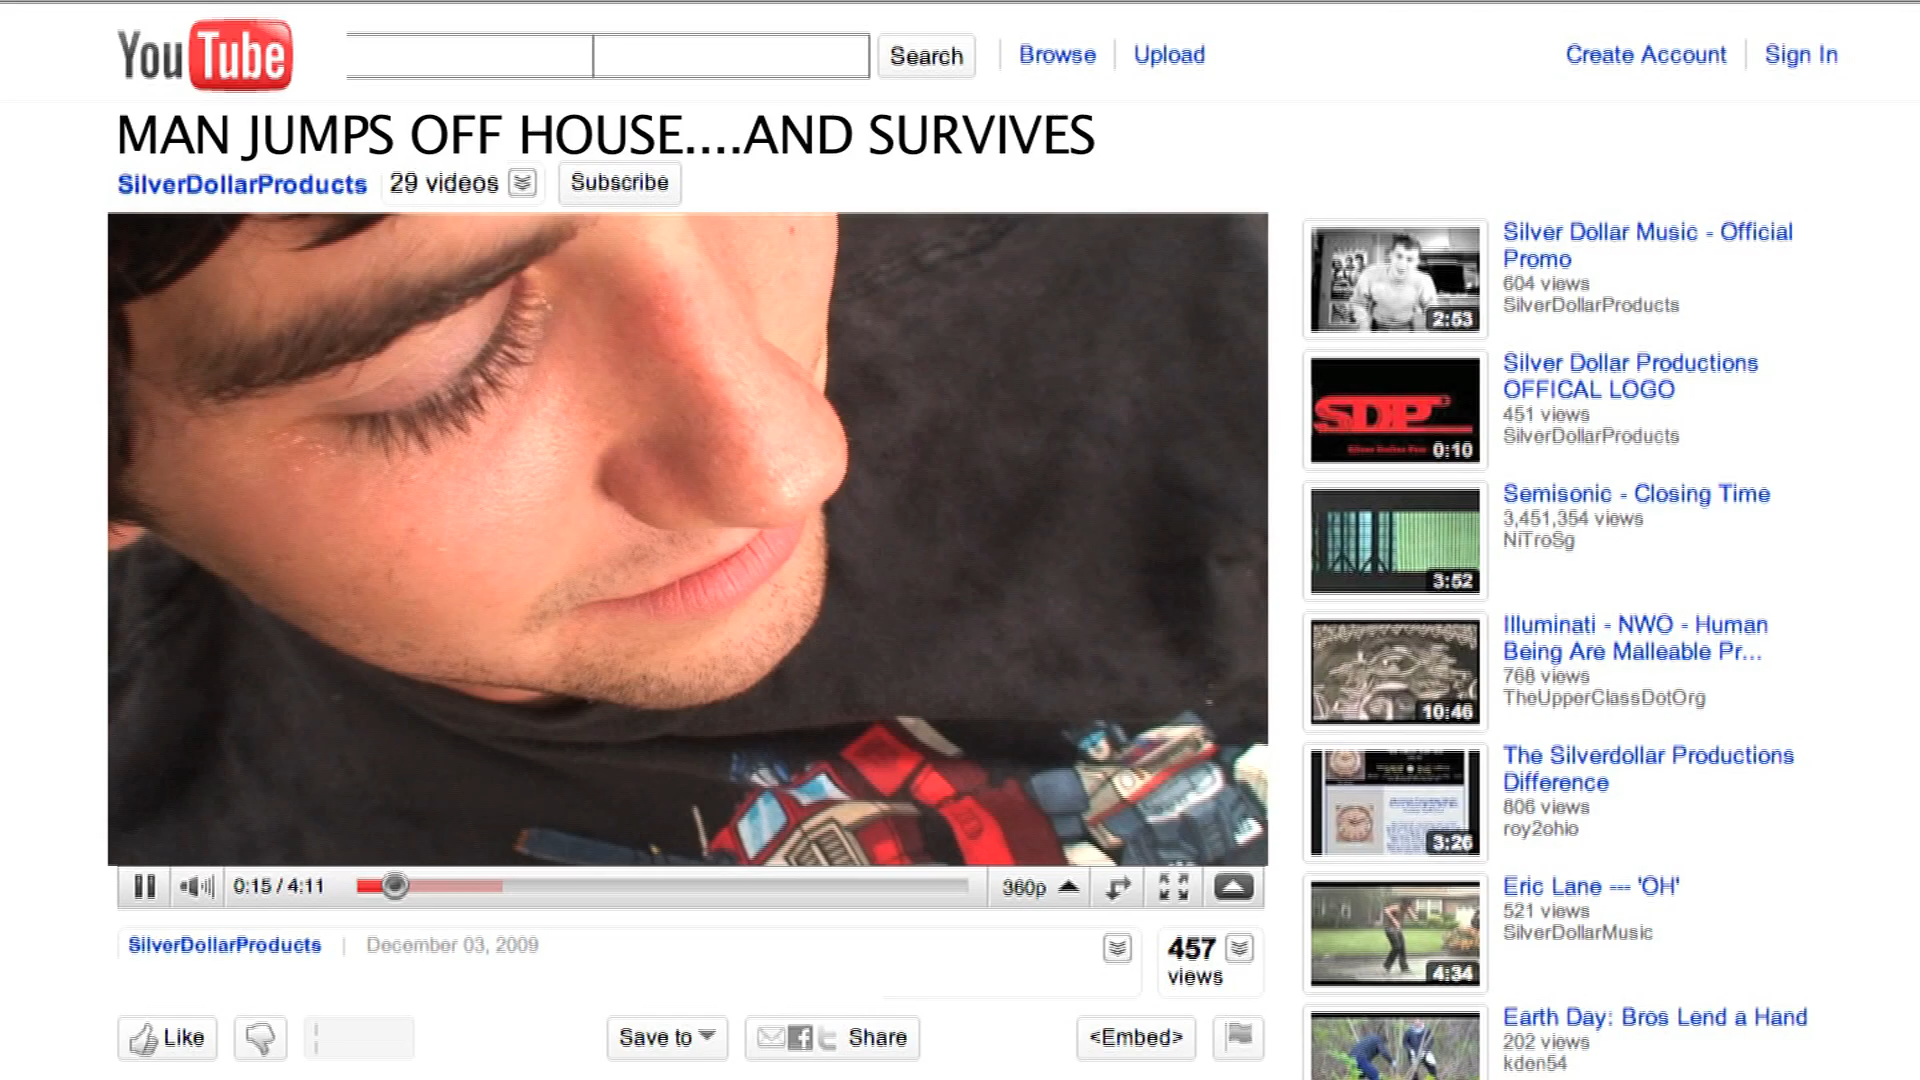 YouTube
Search
Browse
Upload
Create Account
Sign In
MAN JUMPS OFF HOUSE....AND SURVIVES
SilverDollarProducts
29 videos
Subscribe
Silver Dollar Music - Official
Promo
604 views
SilverDollarProducts
2:53
Silver Dollar Productions
OFFICAL LOGO
451 views
SilverDollarProducts
SDP
0:10
Semisonic - Closing Time
3,451,354 views
NiTroSg
3:52
Illuminati - NWO - Human
Being Are Malleable Pr...
768 views
TheUpperClassDotOrg
10:46
The Silverdollar Productions
Difference
806 views
roy2ohio
3:26
Eric Lane --- 'OH'
521 views
SilverDollarMusic
4:34
Earth Day: Bros Lend a Hand
202 views
kden54
0:15 / 4:11
360p
SilverDollarProducts
December 03, 2009
457
views
Like
Save to
Share
<Embed>